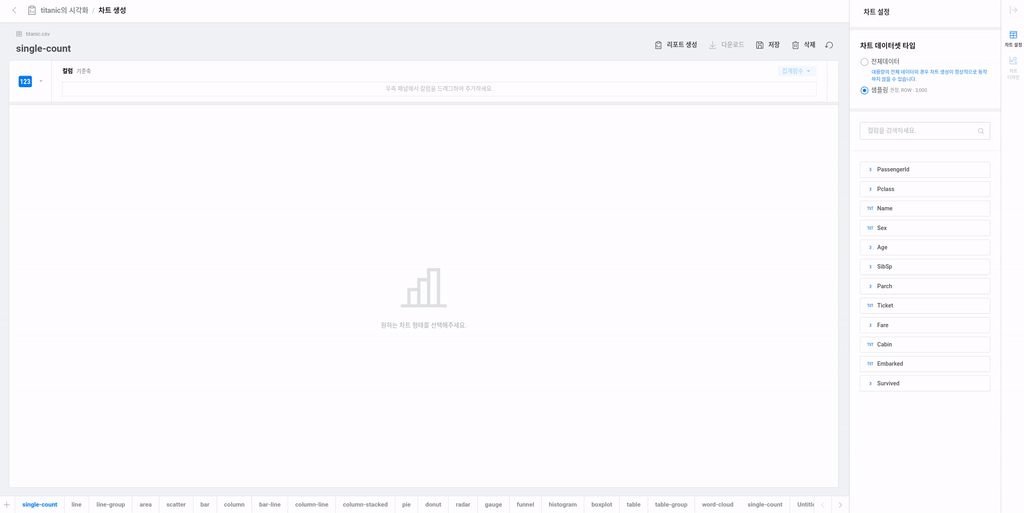 titanic의 시각화 / 차트 생성
titanic.csv
single-count
리포트 생성
다운로드
저장
삭제
123
컬럼 기준축
집계함수
우측 패널에서 컬럼을 드래그하여 추가하세요.
원하는 차트 형태를 선택해주세요.
single-count
line
line-group
area
scatter
bar
column
bar-line
column-line
column-stacked
pie
donut
radar
gauge
funnel
histogram
boxplot
table
table-group
word-cloud
single-count
Untitl
차트 설정
차트 데이터셋 타입
전체데이터
대용량의 전체 데이터의 경우 차트 생성이 정상적으로 동작
하지 않을 수 있습니다.
샘플링 랜덤, ROW : 5,000
컬럼을 검색하세요.
PassengerId
Pclass
TXT Name
TXT Sex
Age
SibSp
Parch
TXT Ticket
Fare
TXT Cabin
TXT Embarked
Survived
차트 설정
차트
디자인